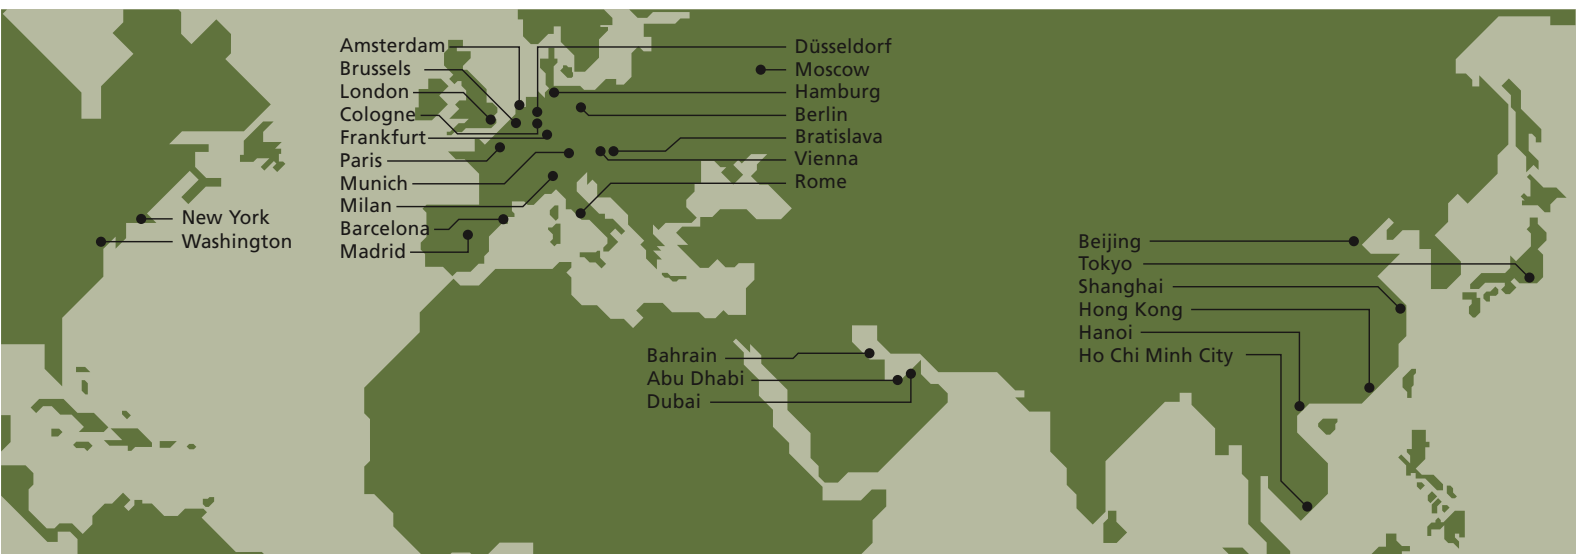 Amsterdam
Brussels
London
Cologne
Frankfurt
Paris
Munich
Milan
Barcelona
Madrid
Düsseldorf
Moscow
Hamburg
Berlin
Bratislava
Vienna
Rome
New York
Washington
Beijing
Tokyo
Shanghai
Hong Kong
Hanoi
Ho Chi Minh City
Bahrain
Abu Dhabi
Dubai